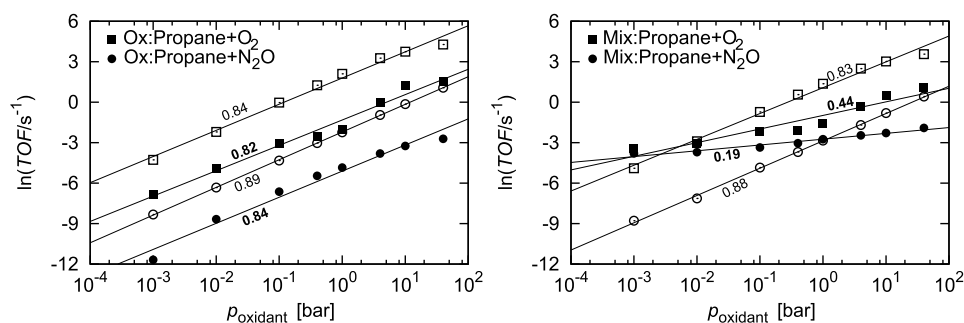 6
3
0
-3
-6
-9
-12
ln(TOF/s⁻¹)
Ox:Propane+O₂
Ox:Propane+N₂O
0.84
0.82
0.89
0.84
10⁻⁴ 10⁻³ 10⁻² 10⁻¹ 10⁰ 10¹ 10²
p_oxidant [bar]
6
3
0
-3
-6
-9
-12
ln(TOF/s⁻¹)
Mix:Propane+O₂
Mix:Propane+N₂O
0.83
0.44
0.19
0.88
10⁻⁴ 10⁻³ 10⁻² 10⁻¹ 10⁰ 10¹ 10²
p_oxidant [bar]